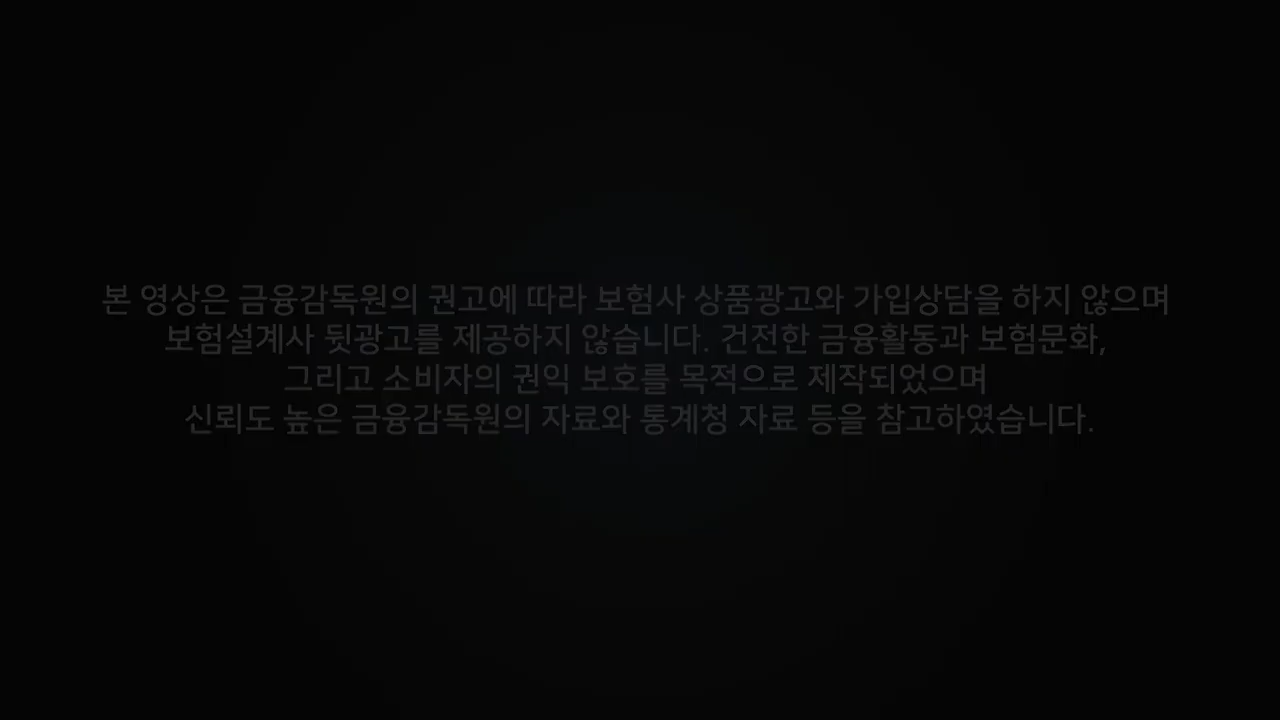 본 영상은 금융감독원의 권고에 따라 보험사 상품광고와 가입상담을 하지 않으며
보험설계사 뒷광고를 제공하지 않습니다. 건전한 금융활동과 보험문화,
그리고 소비자의 권익 보호를 목적으로 제작되었으며
신뢰도 높은 금융감독원의 자료와 통계청 자료 등을 참고하였습니다.